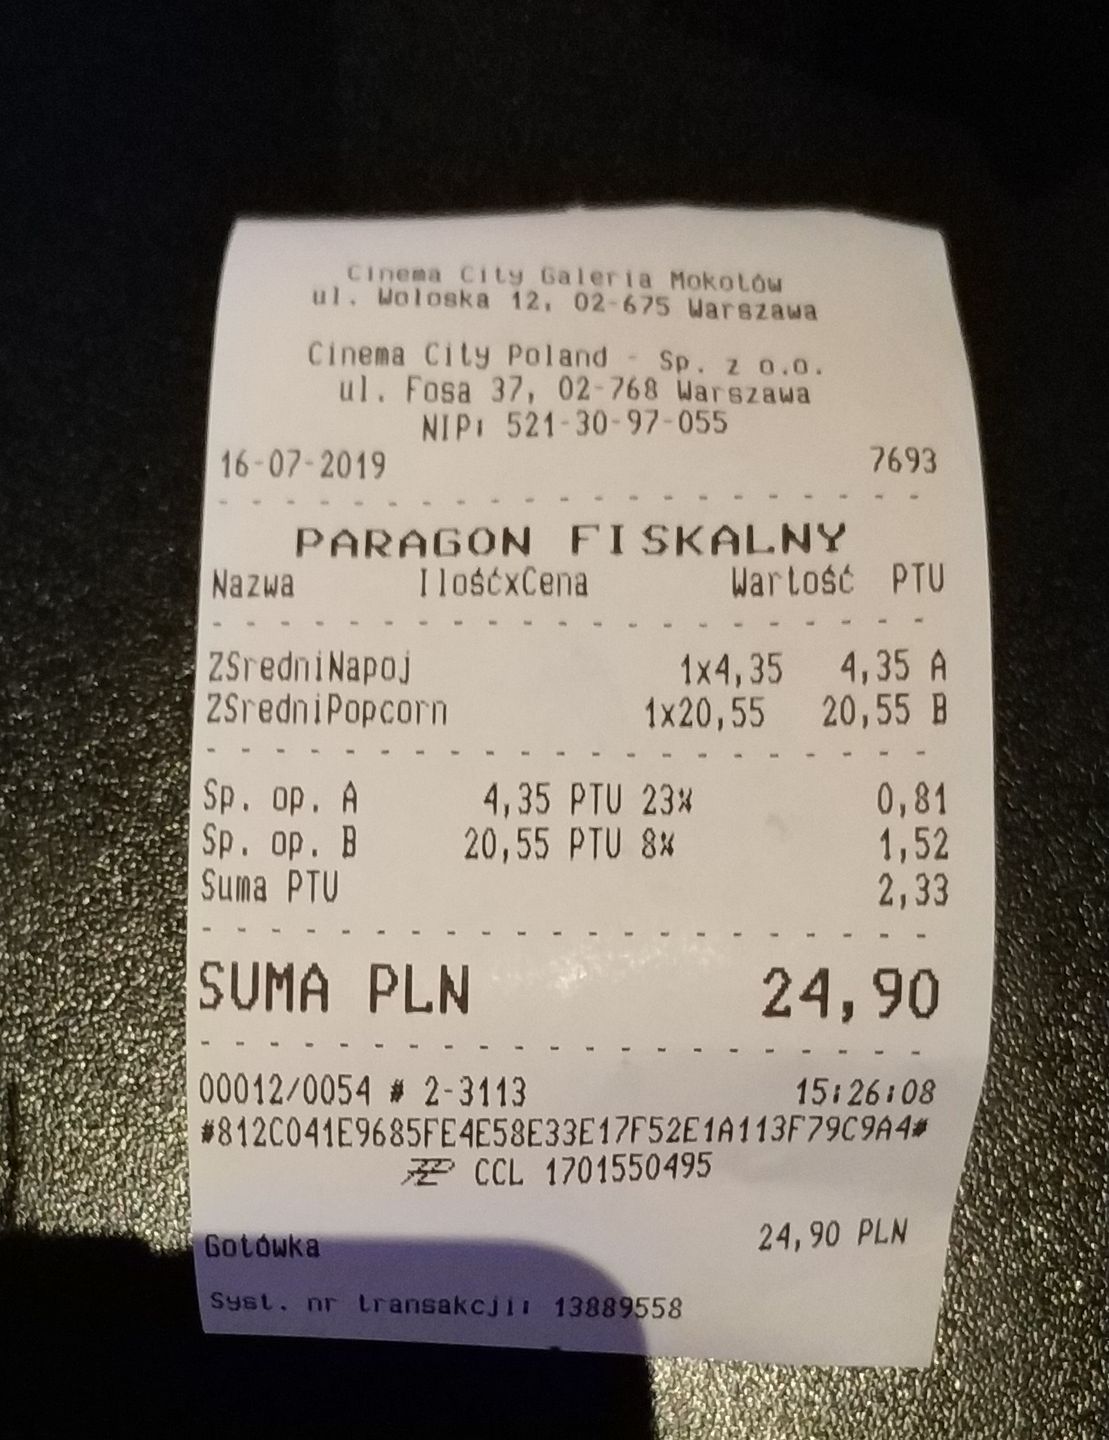 Cinema City Galeria Mokotów
ul. Woloska 12, 02-675 Warszawa
Cinema City Poland - Sp. z o.o.
ul. Fosa 37, 02-768 Warszawa
NIP: 521-30-97-055
16-07-2019 7693
PARAGON FISKALNY
Nazwa IlośćxCena Wartość PTU
ZSredniNapoj 1x4,35 4,35 A
ZSredniPopcorn 1x20,55 20,55 B
Sp. op. A 4,35 PTU 23% 0,81
Sp. op. B 20,55 PTU 8% 1,52
Suma PTU 2,33
SUMA PLN 24,90
00012/0054 # 2-3113 15:26:08
#812C041E9685FE4E58E33E17F52E1A113F79C9A4#
CCL 1701550495
Gotówka 24,90 PLN
Syst. nr transakcji: 13889558